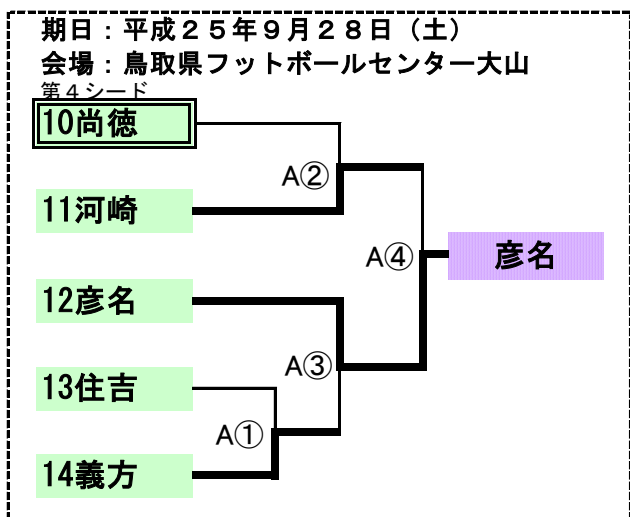 期日：平成２５年９月２８日（土）
会場：鳥取県フットボールセンター大山
第４シード
10尚徳
A②
11河崎
A④
彦名
12彦名
A③
13住吉
A①
14義方